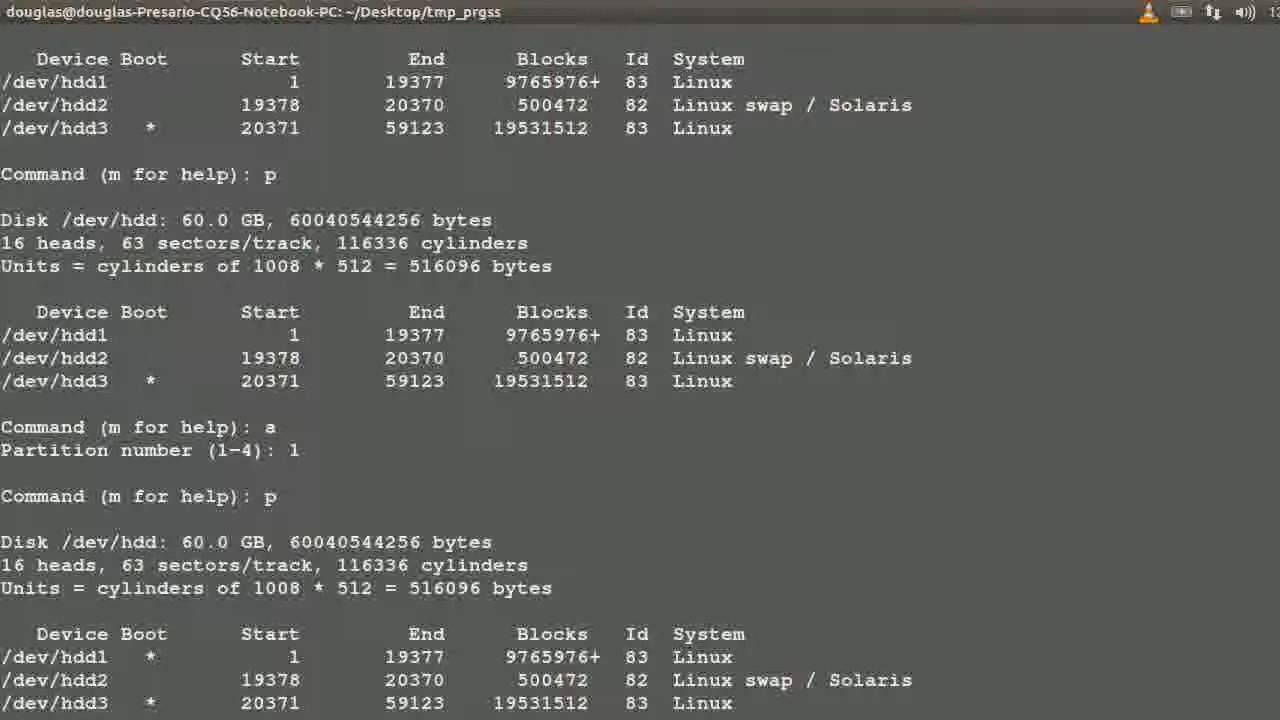 douglas@douglas-Presario-CQ56-Notebook-PC: ~/Desktop/tmp_prgss
Device Boot Start End Blocks Id System
/dev/hdd1 1 19377 9765976+ 83 Linux
/dev/hdd2 19378 20370 500472 82 Linux swap / Solaris
/dev/hdd3 * 20371 59123 19531512 83 Linux
Command (m for help): p
Disk /dev/hdd: 60.0 GB, 60040544256 bytes
16 heads, 63 sectors/track, 116336 cylinders
Units = cylinders of 1008 * 512 = 516096 bytes
Device Boot Start End Blocks Id System
/dev/hdd1 1 19377 9765976+ 83 Linux
/dev/hdd2 19378 20370 500472 82 Linux swap / Solaris
/dev/hdd3 * 20371 59123 19531512 83 Linux
Command (m for help): a
Partition number (1-4): 1
Command (m for help): p
Disk /dev/hdd: 60.0 GB, 60040544256 bytes
16 heads, 63 sectors/track, 116336 cylinders
Units = cylinders of 1008 * 512 = 516096 bytes
Device Boot Start End Blocks Id System
/dev/hdd1 * 1 19377 9765976+ 83 Linux
/dev/hdd2 19378 20370 500472 82 Linux swap / Solaris
/dev/hdd3 * 20371 59123 19531512 83 Linux